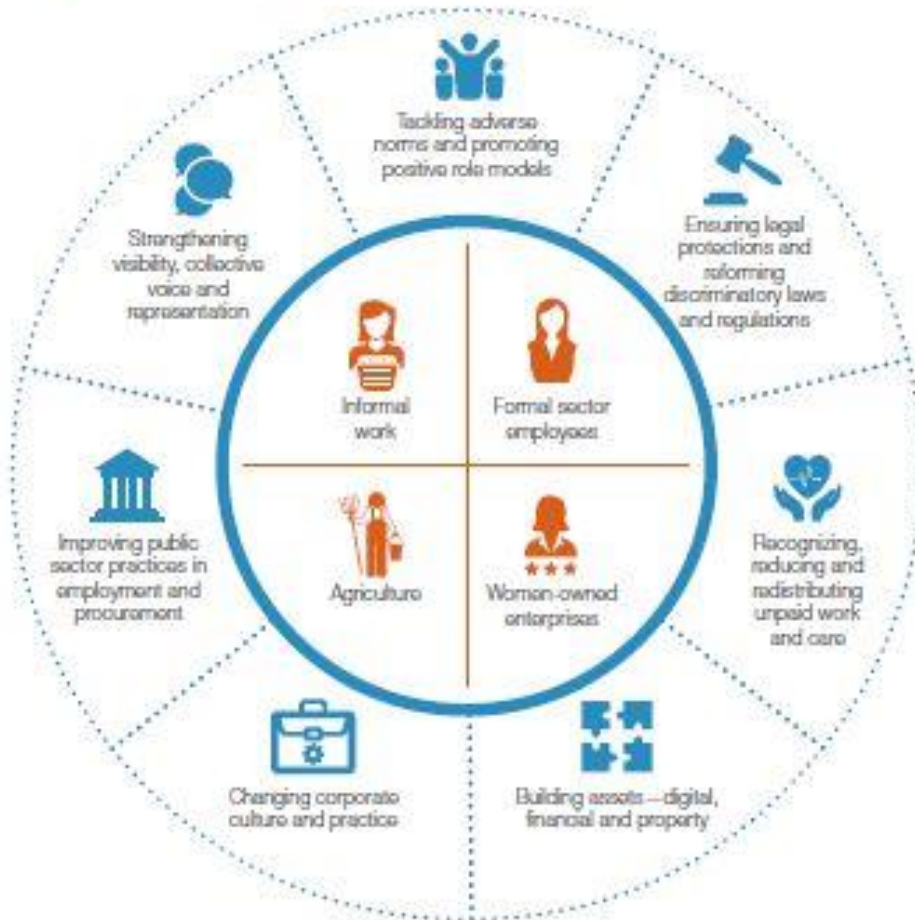 Tackling adverse
norms and promoting
positive role models
Ensuring legal
protections and
reforming
discriminatory laws
and regulations
Recognizing,
reducing and
redistributing
unpaid work
and care
Building assets—digital,
financial and property
Changing corporate
culture and practice
Improving public
sector practices in
employment and
procurement
Strengthening
visibility, collective
voice and
representation
Informal
work
Formal sector
employees
Agriculture
Women-owned
enterprises